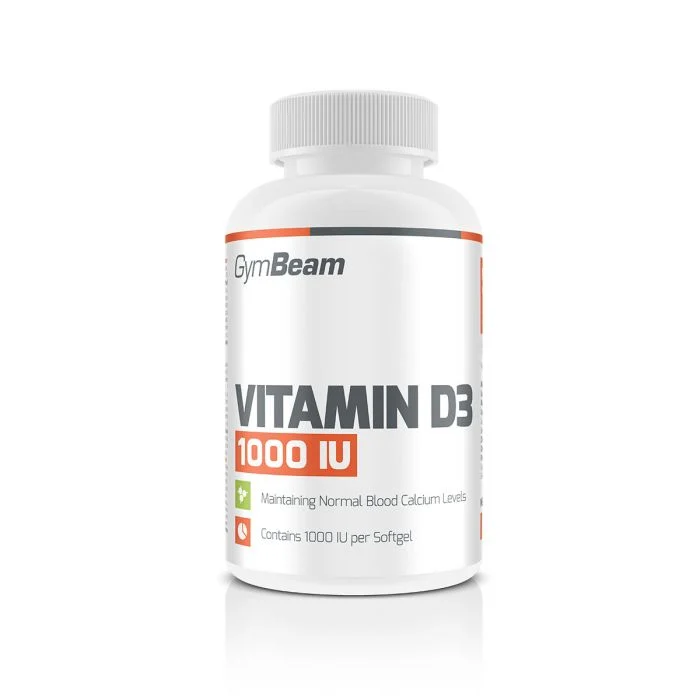 GymBeam
VITAMIN D3
1000 IU
Maintaining Normal Blood Calcium Levels
Contains 1000 IU per Softgel